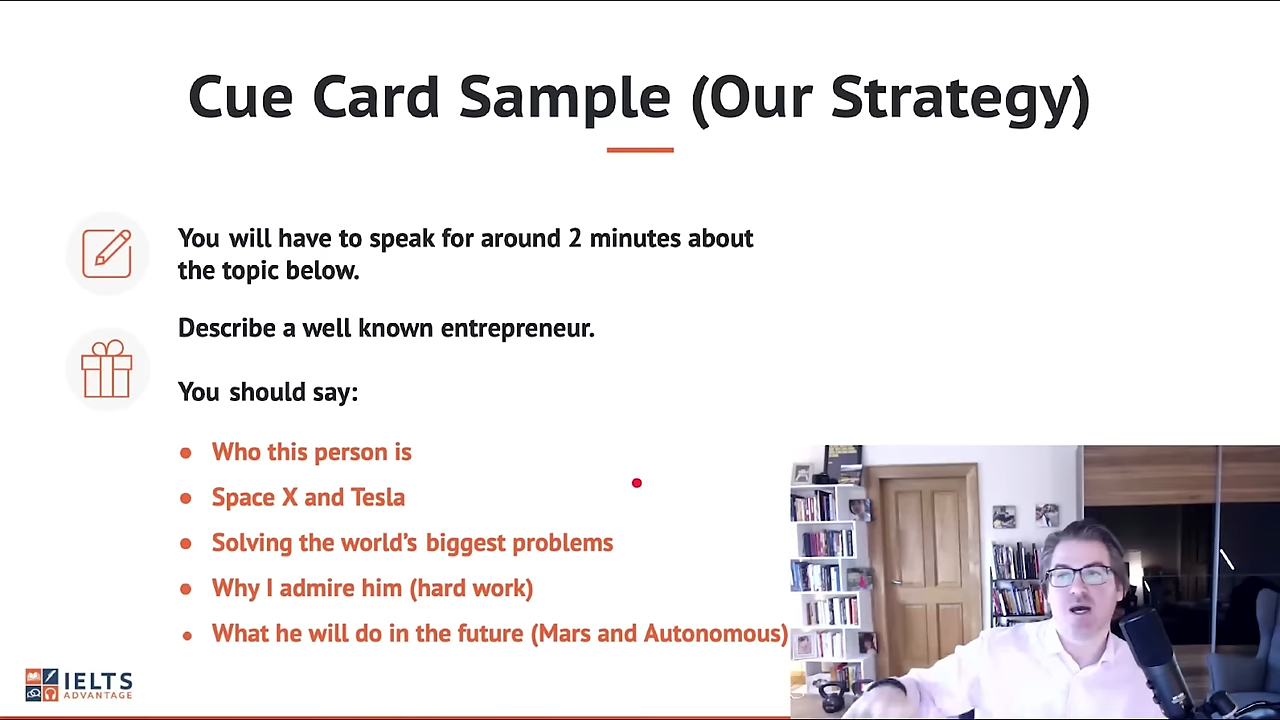 Cue Card Sample (Our Strategy)
You will have to speak for around 2 minutes about
the topic below.
Describe a well known entrepreneur.
You should say:
• Who this person is
• Space X and Tesla
• Solving the world's biggest problems
• Why I admire him (hard work)
• What he will do in the future (Mars and Autonomous)
IELTS
ADVANTAGE